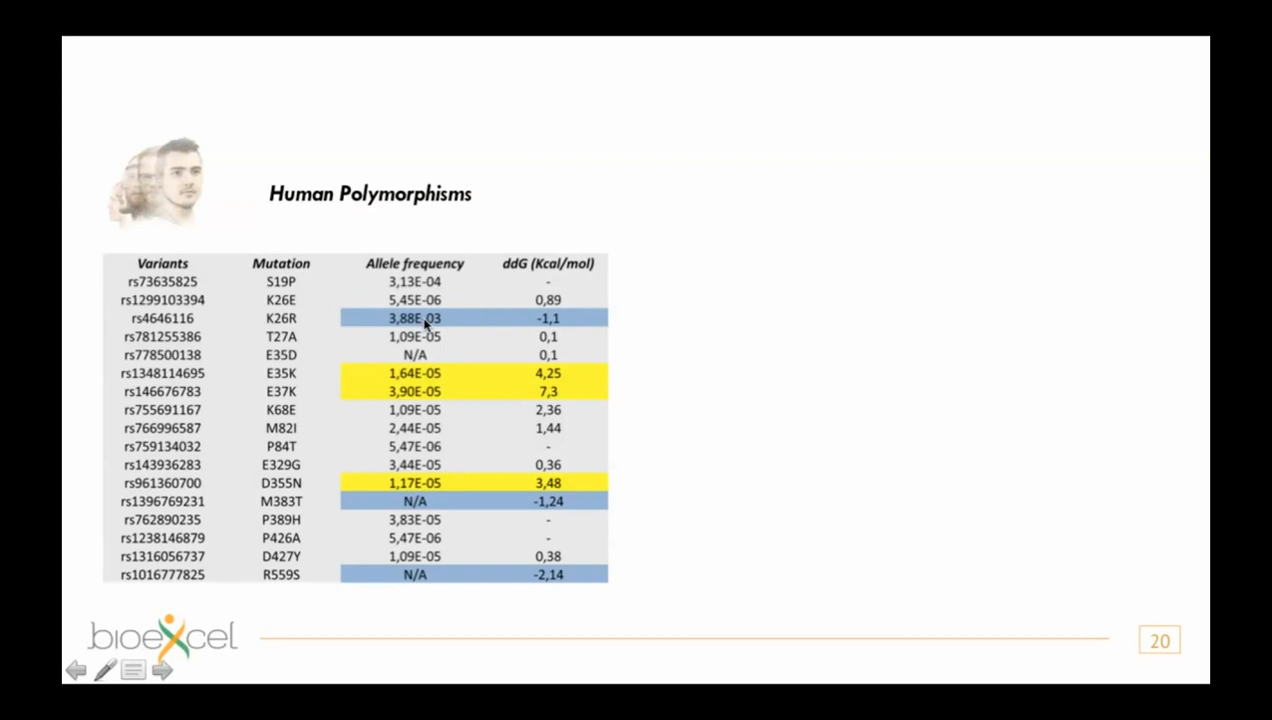 Human Polymorphisms
Variants Mutation Allele frequency ddG (Kcal/mol)
rs73635825 S19P 3,13E-04 -
rs1299103394 K26E 5,45E-06 0,89
rs4646116 K26R 3,88E-03 -1,1
rs781255386 T27A 1,09E-05 0,1
rs778500138 E35D N/A 0,1
rs1348114695 E35K 1,64E-05 4,25
rs146676783 E37K 3,90E-05 7,3
rs755691167 K68E 1,09E-05 2,36
rs766996587 M82I 2,44E-05 1,44
rs759134032 P84T 5,47E-06 -
rs143936283 E329G 3,44E-05 0,36
rs961360700 D355N 1,17E-05 3,48
rs1396769231 M383T N/A -1,24
rs762890235 P389H 3,83E-05 -
rs1238146879 P426A 5,47E-06 -
rs1316056737 D427Y 1,09E-05 0,38
rs1016777825 R559S N/A -2,14
bioexcel
20